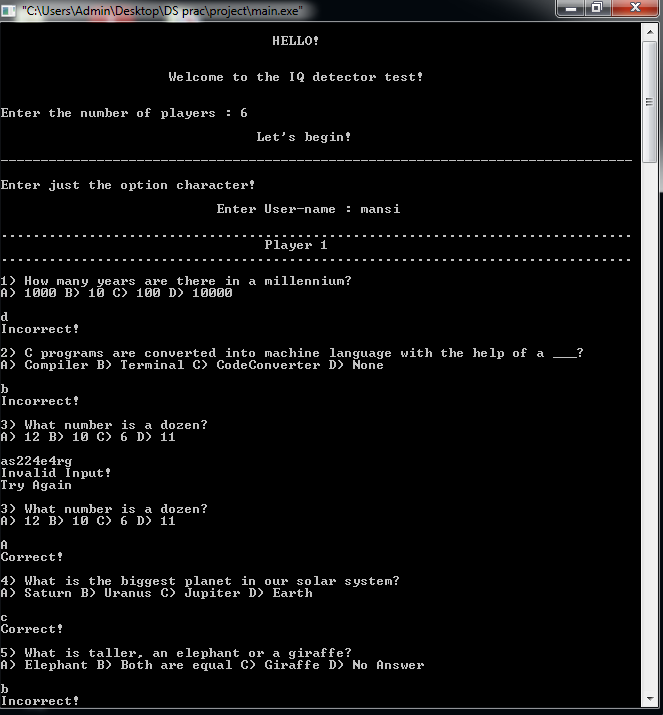 "C:\Users\Admin\Desktop\DS prac\project\main.exe"
HELLO!
Welcome to the IQ detector test!
Enter the number of players : 6
Let's begin!
-------------------------------------------------------------------------------
Enter just the option character!
Enter User-name : mansi
...............................................................................
Player 1
...............................................................................
1) How many years are there in a millennium?
A) 1000 B) 10 C) 100 D) 10000
d
Incorrect!
2) C programs are converted into machine language with the help of a ___?
A) Compiler B) Terminal C) CodeConverter D) None
b
Incorrect!
3) What number is a dozen?
A) 12 B) 10 C) 6 D) 11
as224e4rg
Invalid Input!
Try Again
3) What number is a dozen?
A) 12 B) 10 C) 6 D) 11
A
Correct!
4) What is the biggest planet in our solar system?
A) Saturn B) Uranus C) Jupiter D) Earth
c
Correct!
5) What is taller, an elephant or a giraffe?
A) Elephant B) Both are equal C) Giraffe D) No Answer
b
Incorrect!